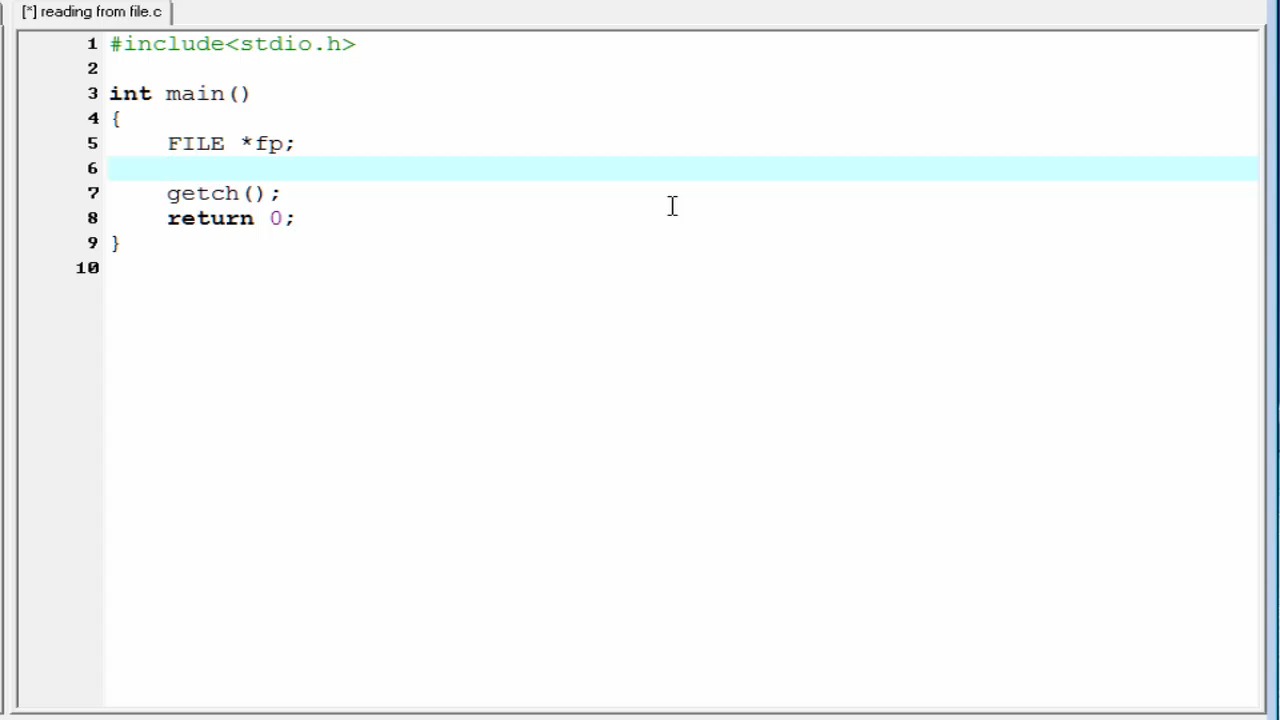 [*] reading from file.c
1 #include<stdio.h>
2
3 int main()
4 {
5 FILE *fp;
6
7 getch();
8 return 0;
9 }
10